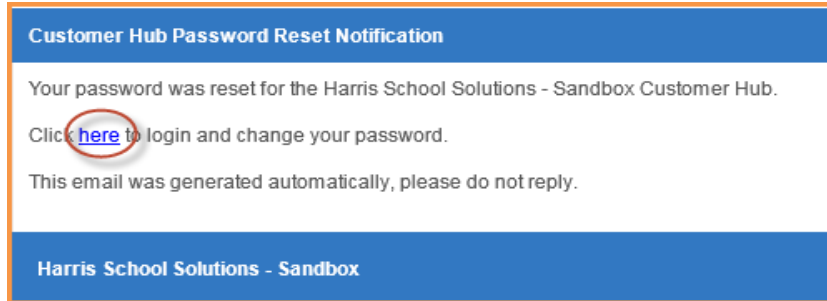 Customer Hub Password Reset Notification
Your password was reset for the Harris School Solutions - Sandbox Customer Hub.
Click here to login and change your password.
This email was generated automatically, please do not reply.
Harris School Solutions - Sandbox